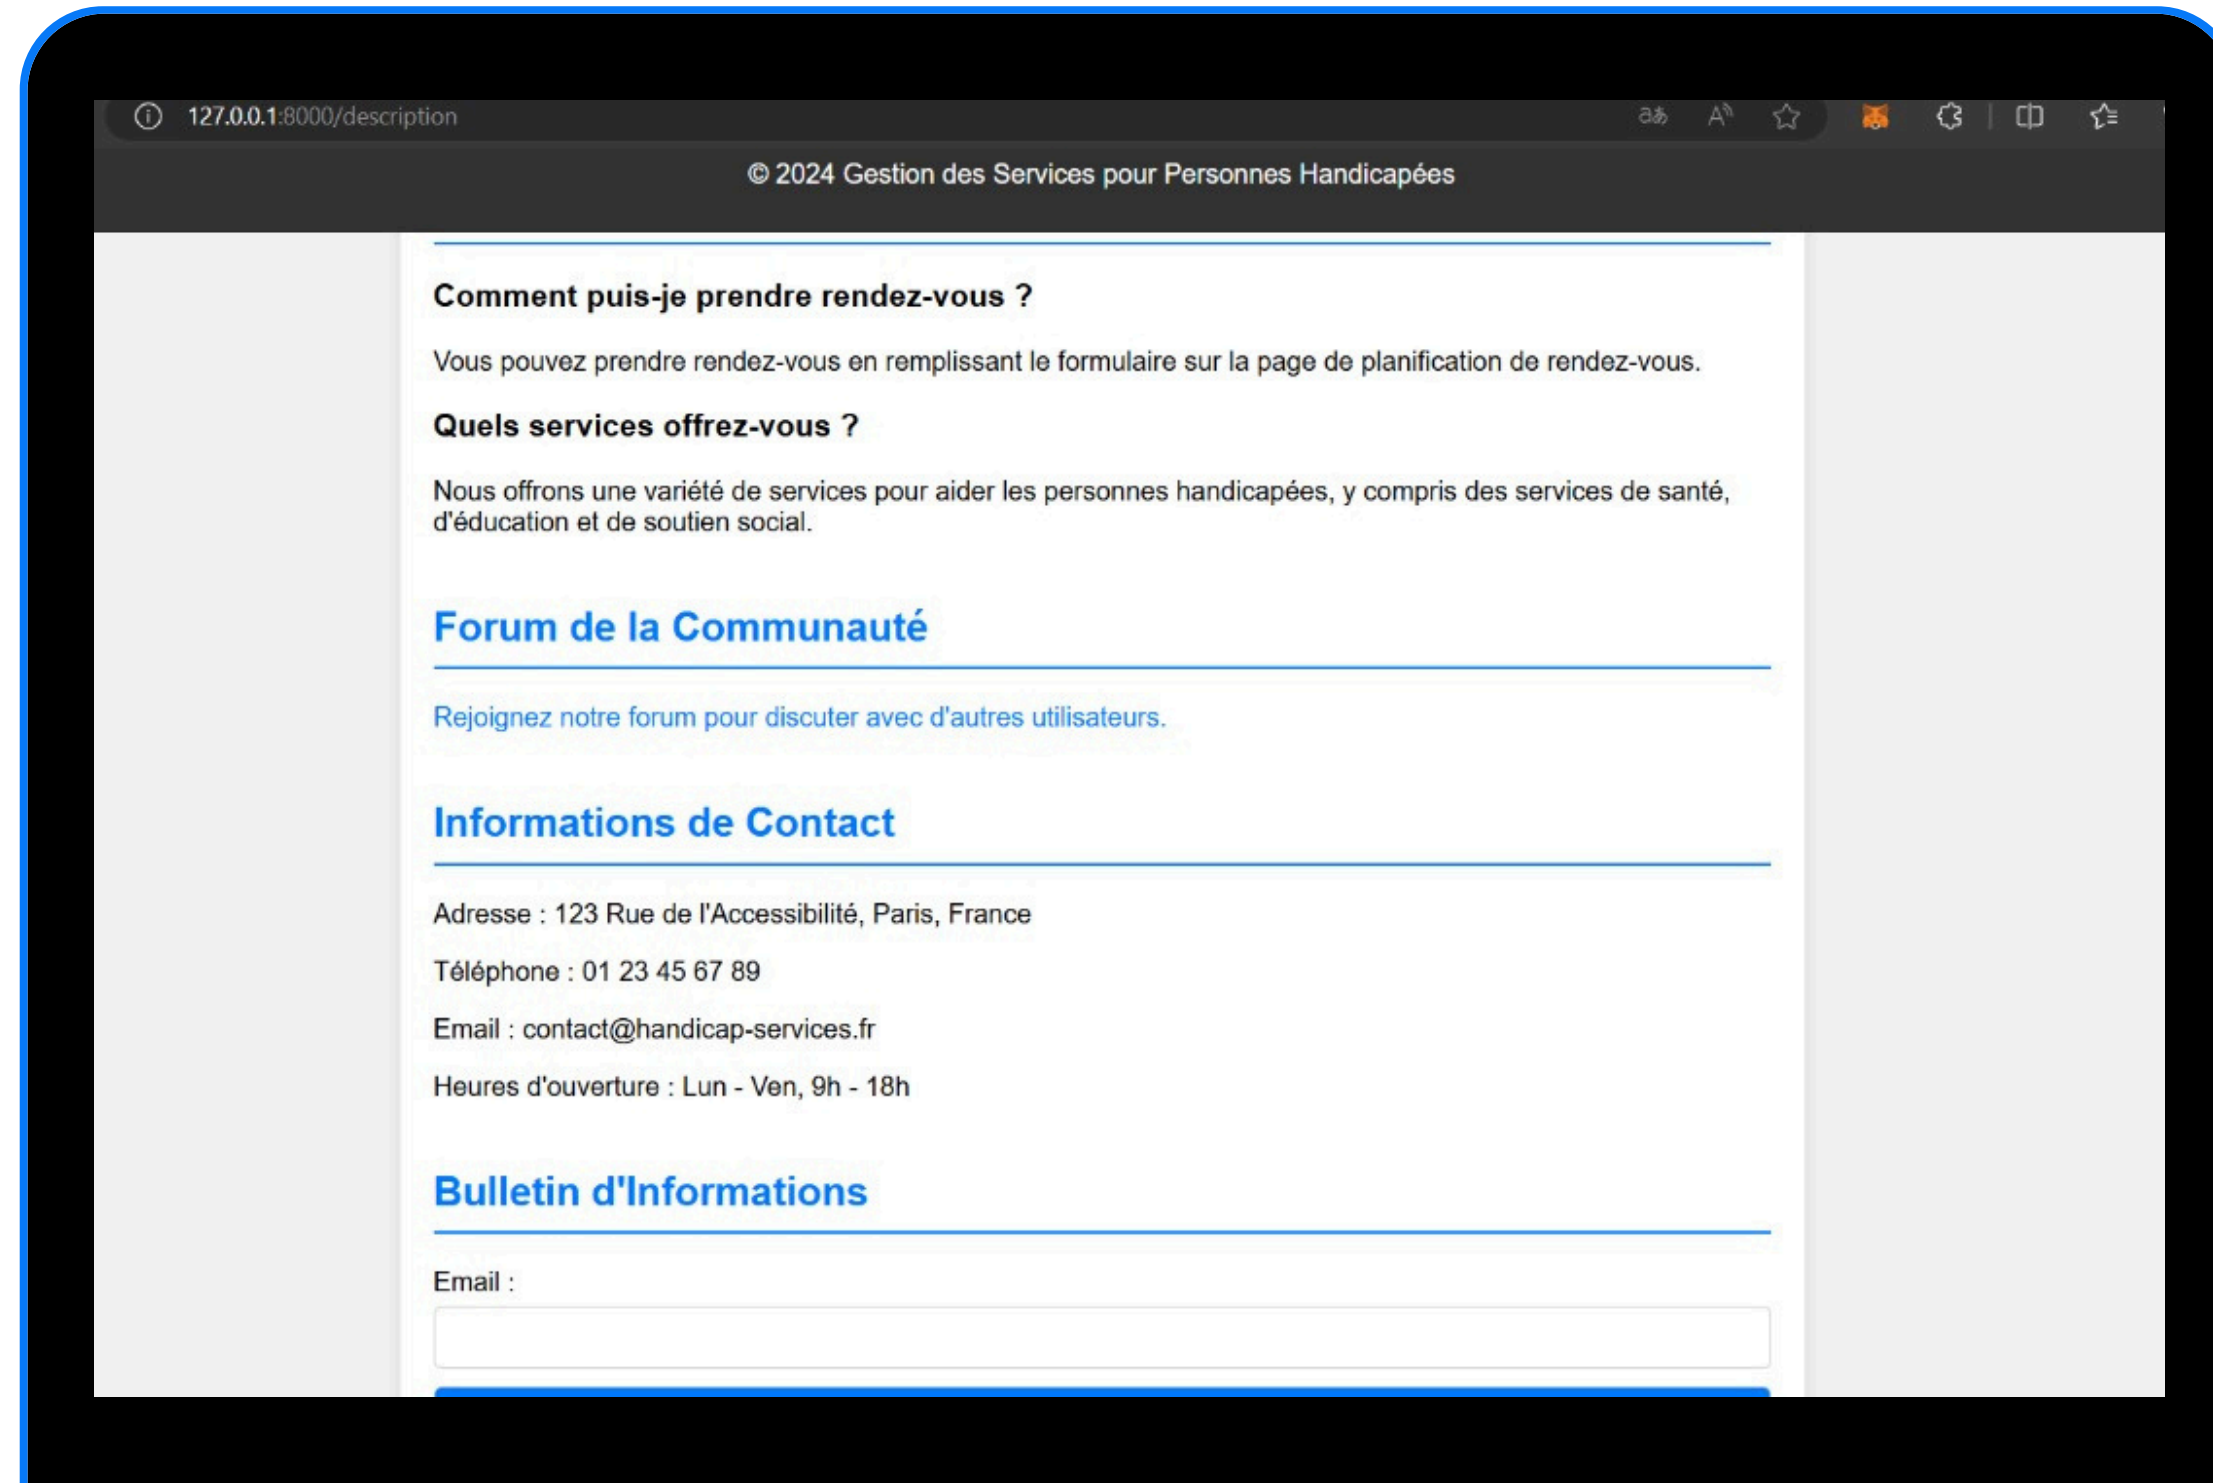 127.0.0.1:8000/description
© 2024 Gestion des Services pour Personnes Handicapées
Comment puis-je prendre rendez-vous ?
Vous pouvez prendre rendez-vous en remplissant le formulaire sur la page de planification de rendez-vous.
Quels services offrez-vous ?
Nous offrons une variété de services pour aider les personnes handicapées, y compris des services de santé,
d'éducation et de soutien social.
Forum de la Communauté
Rejoignez notre forum pour discuter avec d'autres utilisateurs.
Informations de Contact
Adresse : 123 Rue de l'Accessibilité, Paris, France
Téléphone : 01 23 45 67 89
Email : contact@handicap-services.fr
Heures d'ouverture : Lun - Ven, 9h - 18h
Bulletin d'Informations
Email :